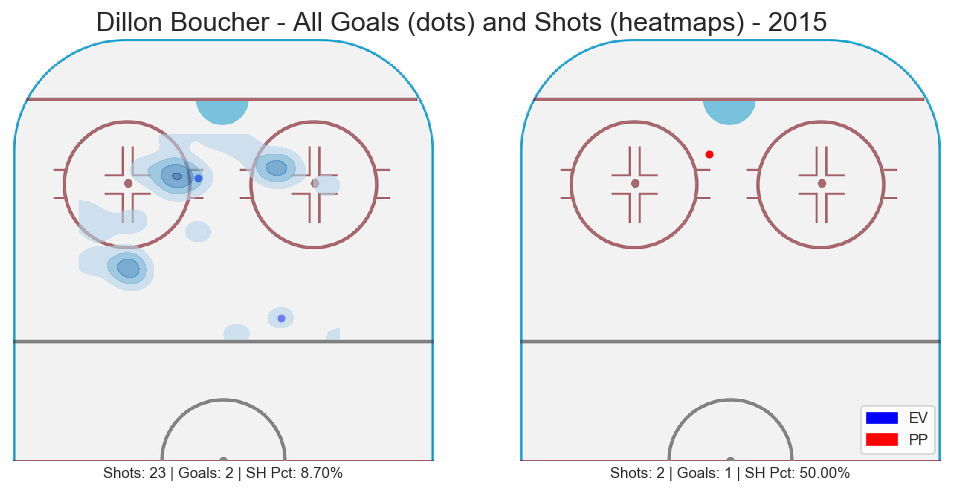 Dillon Boucher - All Goals (dots) and Shots (heatmaps) - 2015
EV
PP
Shots: 23 | Goals: 2 | SH Pct: 8.70%
Shots: 2 | Goals: 1 | SH Pct: 50.00%